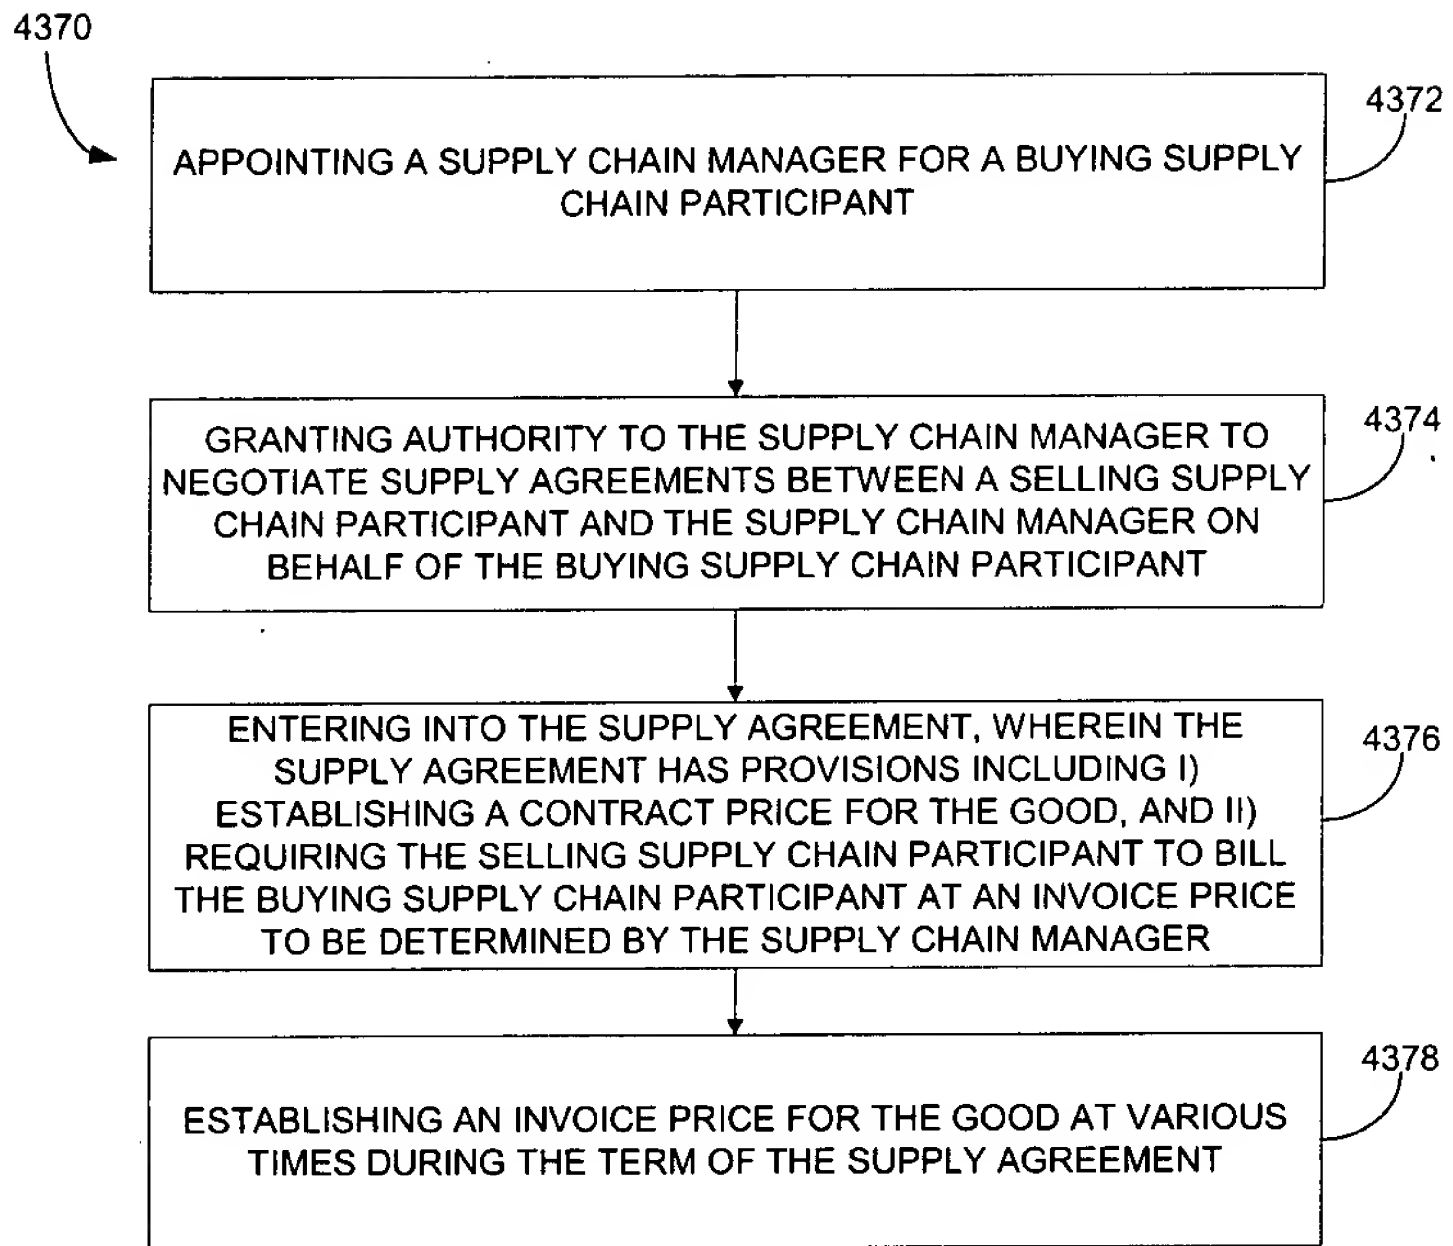 4370
4372
APPOINTING A SUPPLY CHAIN MANAGER FOR A BUYING SUPPLY
CHAIN PARTICIPANT
4374
GRANTING AUTHORITY TO THE SUPPLY CHAIN MANAGER TO
NEGOTIATE SUPPLY AGREEMENTS BETWEEN A SELLING SUPPLY
CHAIN PARTICIPANT AND THE SUPPLY CHAIN MANAGER ON
BEHALF OF THE BUYING SUPPLY CHAIN PARTICIPANT
4376
ENTERING INTO THE SUPPLY AGREEMENT, WHEREIN THE
SUPPLY AGREEMENT HAS PROVISIONS INCLUDING I)
ESTABLISHING A CONTRACT PRICE FOR THE GOOD, AND II)
REQUIRING THE SELLING SUPPLY CHAIN PARTICIPANT TO BILL
THE BUYING SUPPLY CHAIN PARTICIPANT AT AN INVOICE PRICE
TO BE DETERMINED BY THE SUPPLY CHAIN MANAGER
4378
ESTABLISHING AN INVOICE PRICE FOR THE GOOD AT VARIOUS
TIMES DURING THE TERM OF THE SUPPLY AGREEMENT